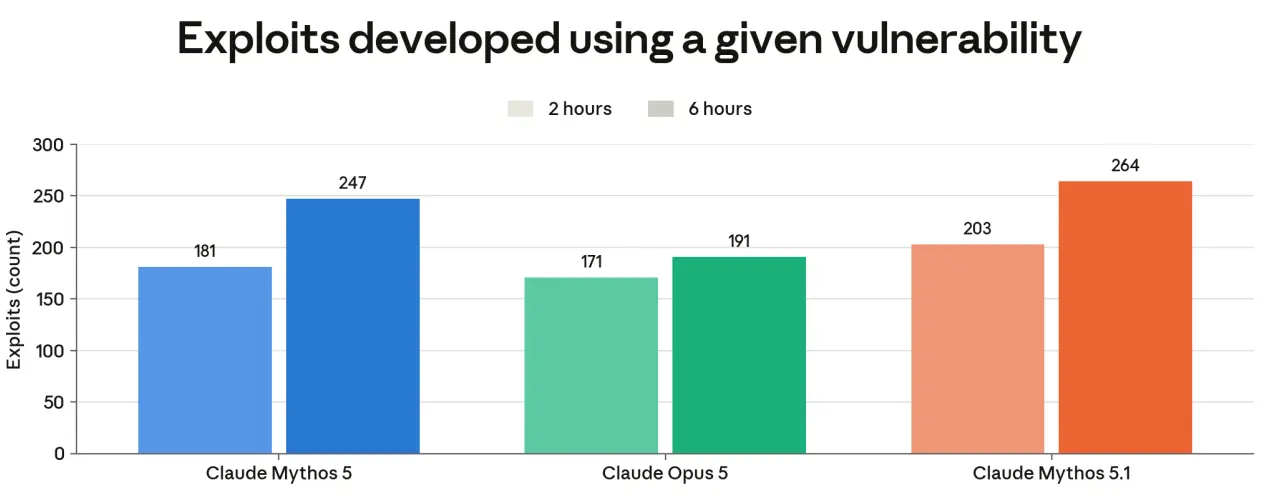 Exploits developed using a given vulnerability
2 hours 6 hours
Exploits (count)
300
250
200
150
100
50
0
181
247
171
191
203
264
Claude Mythos 5
Claude Opus 5
Claude Mythos 5.1